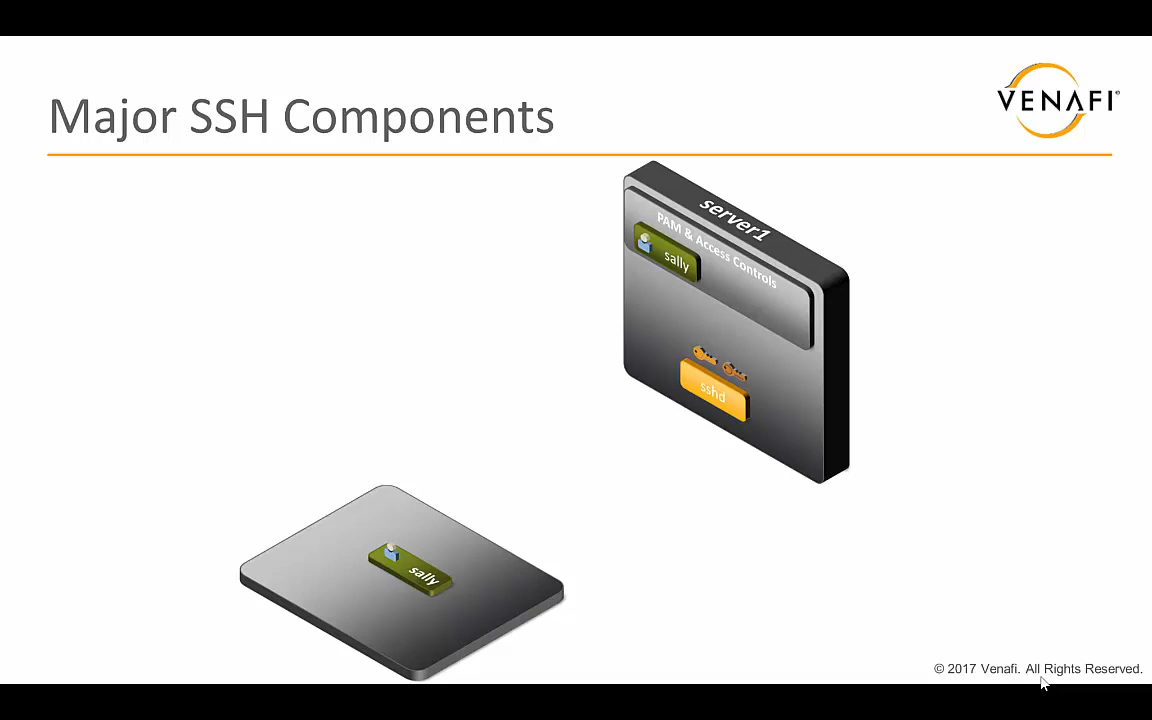 Major SSH Components
VENAFI®
server1
PAM & Access Controls
sally
sshd
sally
© 2017 Venafi. All Rights Reserved.